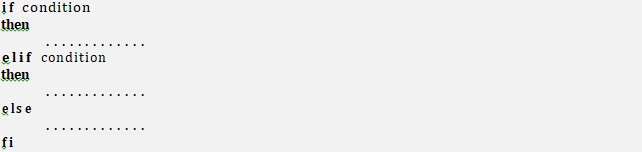 if condition
then
.............
elif condition
then
.............
else
.............
fi